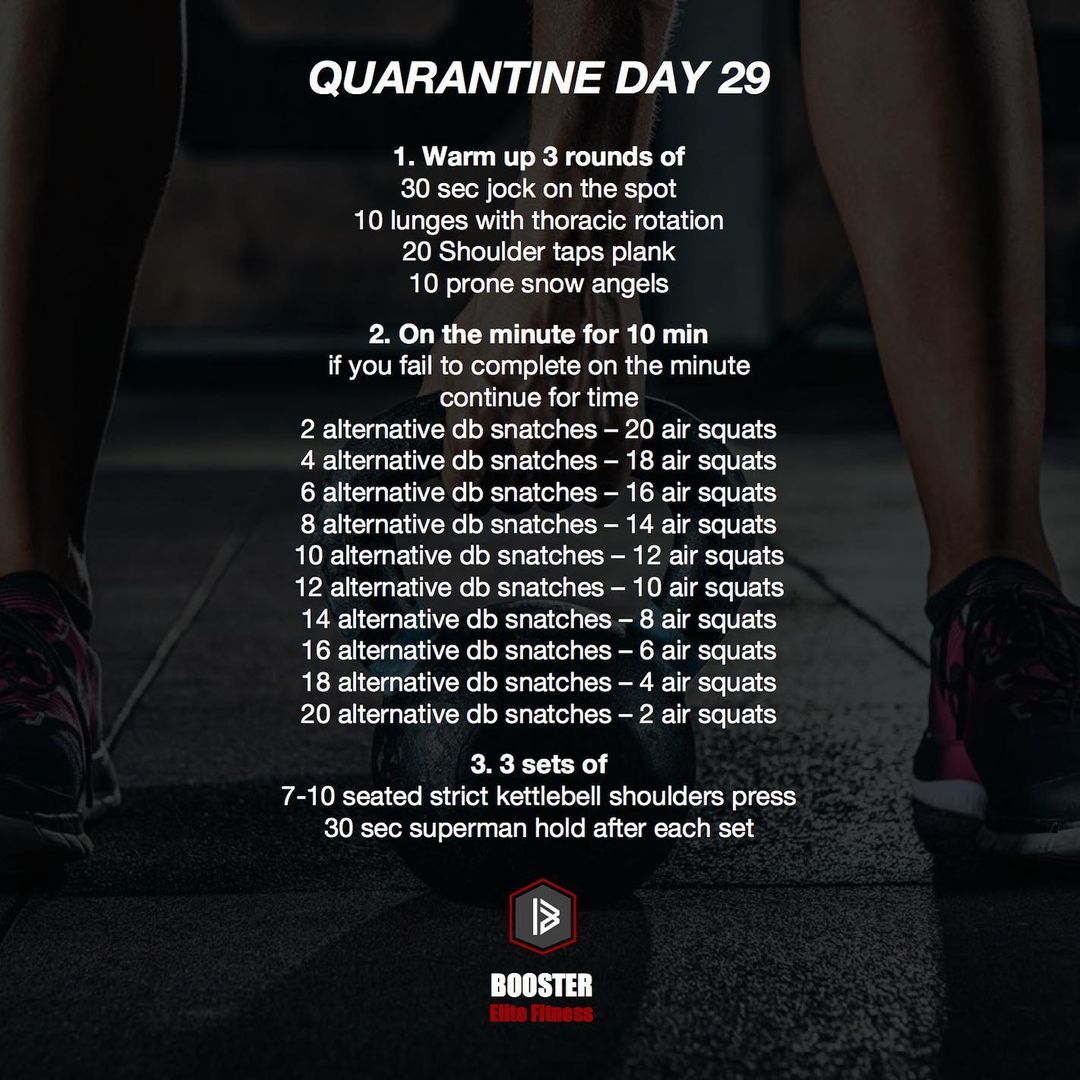 QUARANTINE DAY 29
1. Warm up 3 rounds of
30 sec jock on the spot
10 lunges with thoracic rotation
20 Shoulder taps plank
10 prone snow angels
2. On the minute for 10 min
if you fail to complete on the minute
continue for time
2 alternative db snatches – 20 air squats
4 alternative db snatches – 18 air squats
6 alternative db snatches – 16 air squats
8 alternative db snatches – 14 air squats
10 alternative db snatches – 12 air squats
12 alternative db snatches – 10 air squats
14 alternative db snatches – 8 air squats
16 alternative db snatches – 6 air squats
18 alternative db snatches – 4 air squats
20 alternative db snatches – 2 air squats
3. 3 sets of
7-10 seated strict kettlebell shoulders press
30 sec superman hold after each set
BOOSTER
Elite Fitness